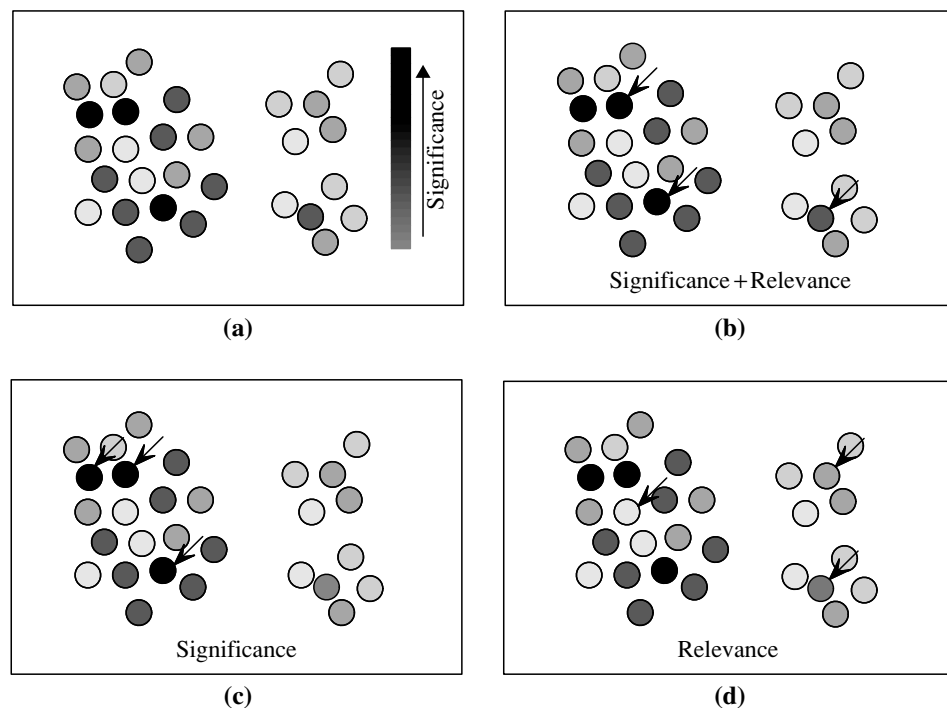 Significance
(a)
Significance + Relevance
(b)
Significance
(c)
Relevance
(d)